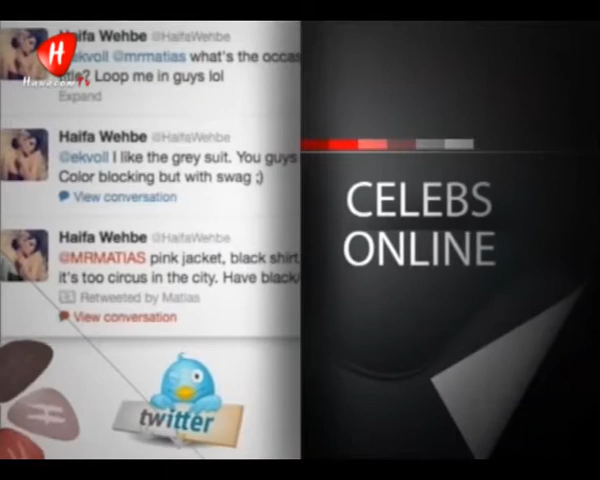 Haifa Wehbe @HaifaWehbe
@ekvoll @mrmatias what's the occas
title? Loop me in guys lol
Expand
Haifa Wehbe @HaifaWehbe
@ekvoll I like the grey suit. You guys
Color blocking but with swag ;)
View conversation
Haifa Wehbe @HaifaWehbe
@MRMATIAS pink jacket, black shirt,
it's too circus in the city. Have black/
Retweeted by Matias
View conversation
twitter
H
CELEBS
ONLINE